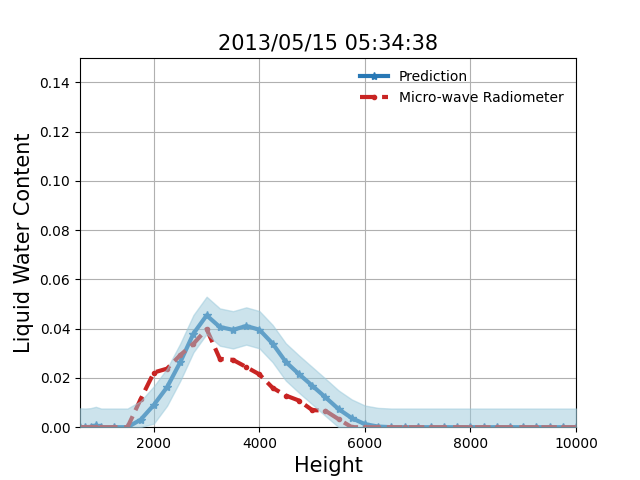 2013/05/15 05:34:38
Prediction
Micro-wave Radiometer
Liquid Water Content
0.14
0.12
0.10
0.08
0.06
0.04
0.02
0.00
2000 4000 6000 8000 10000
Height